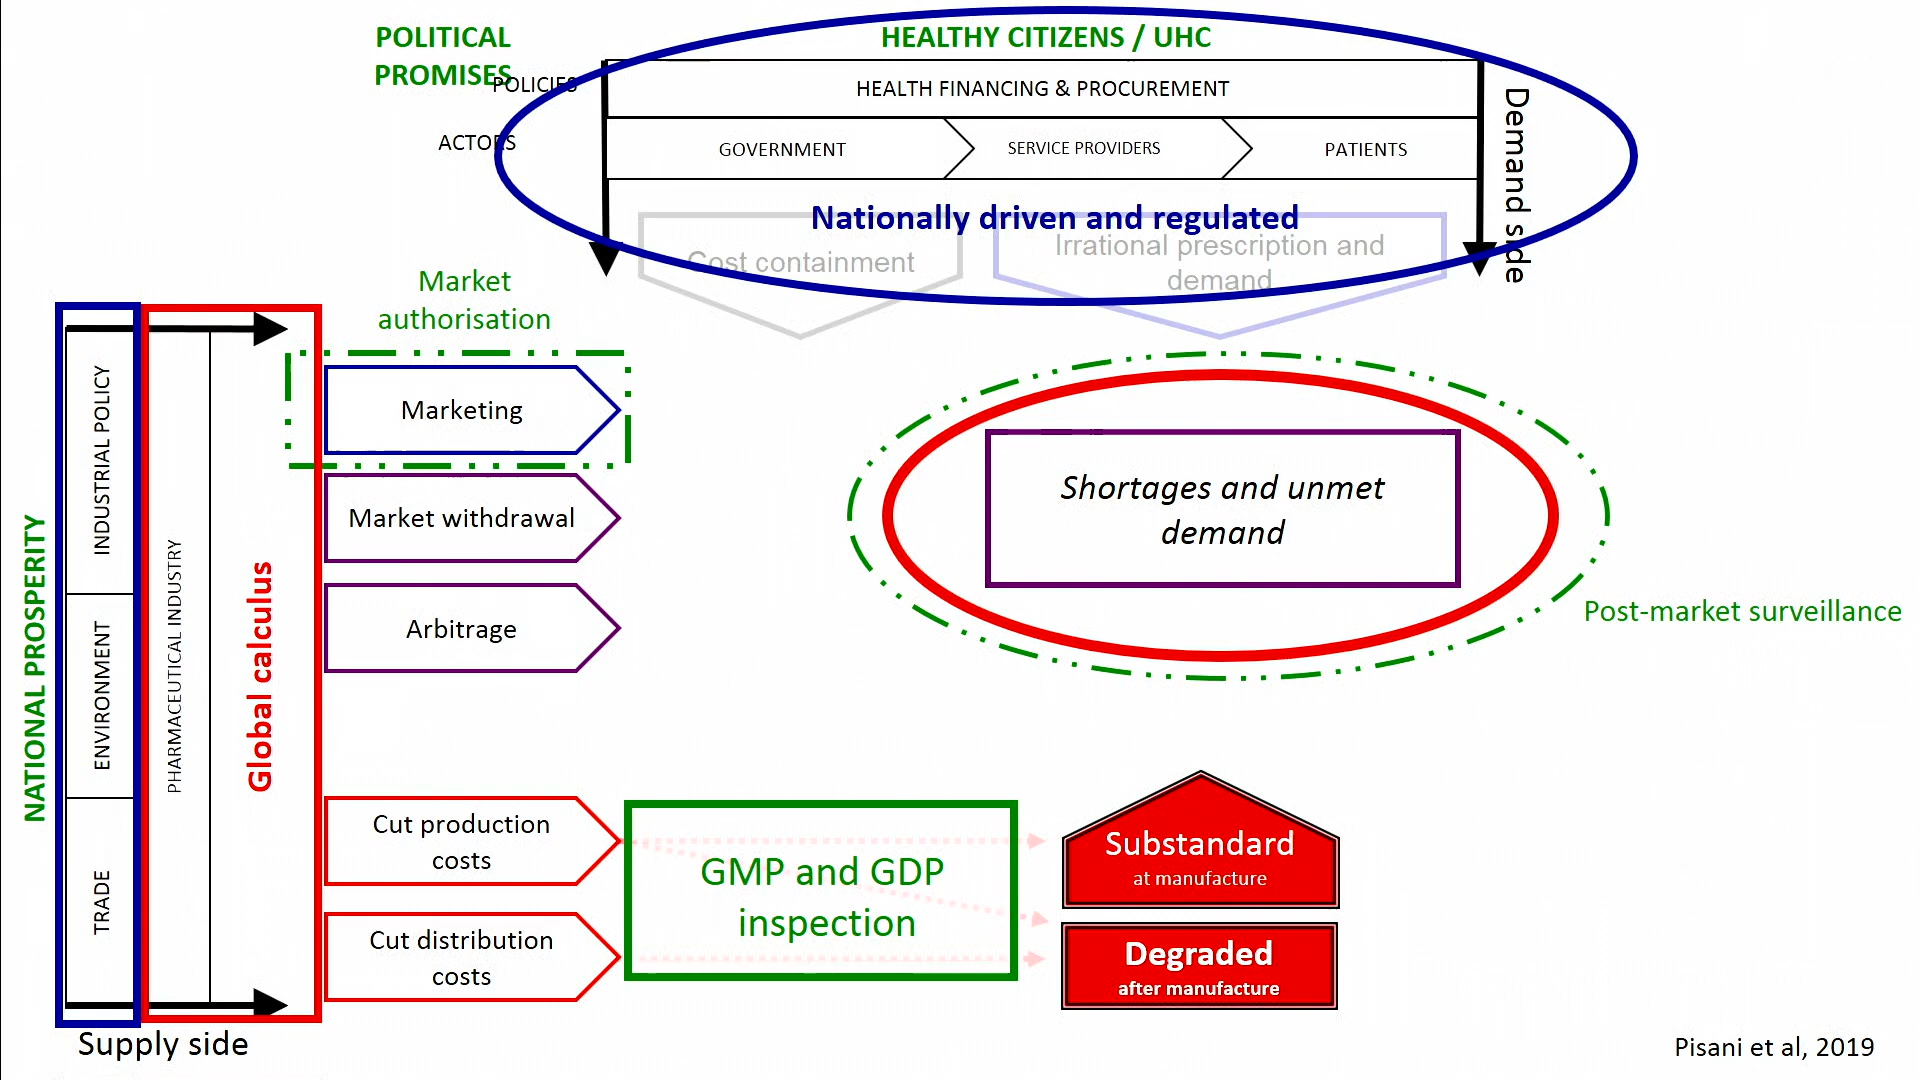 POLITICAL
PROMISES
HEALTHY CITIZENS / UHC
POLICIES
HEALTH FINANCING & PROCUREMENT
ACTORS
GOVERNMENT
SERVICE PROVIDERS
PATIENTS
Demand side
Nationally driven and regulated
Cost containment
Irrational prescription and
demand
Market
authorisation
NATIONAL PROSPERITY
INDUSTRIAL POLICY
ENVIRONMENT
TRADE
PHARMACEUTICAL INDUSTRY
Global calculus
Marketing
Market withdrawal
Arbitrage
Shortages and unmet
demand
Post-market surveillance
Cut production
costs
Cut distribution
costs
GMP and GDP
inspection
Substandard
at manufacture
Degraded
after manufacture
Supply side
Pisani et al, 2019